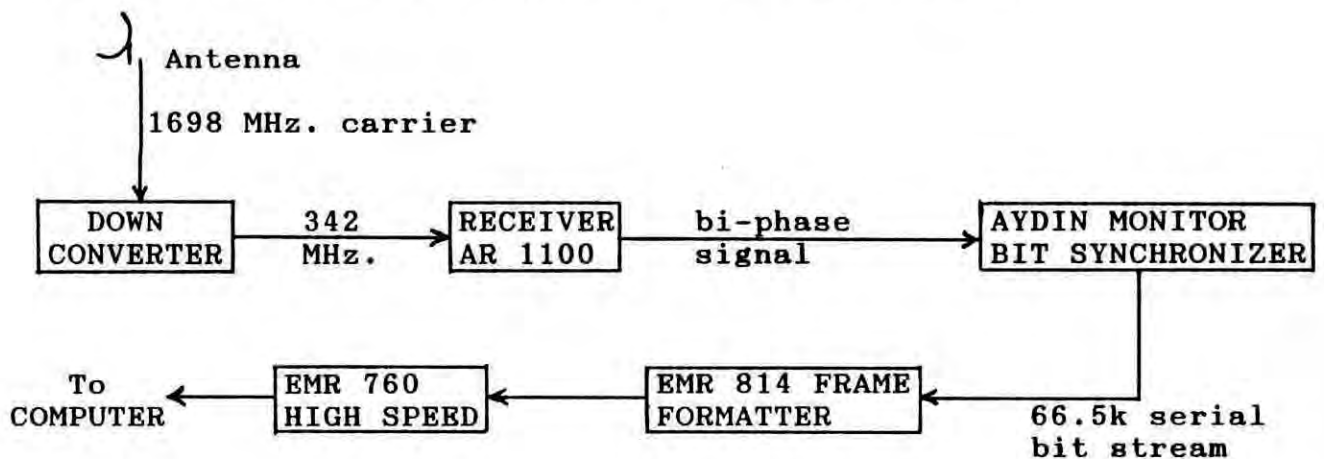 Antenna
1698 MHz. carrier
DOWN
CONVERTER
342
MHz.
RECEIVER
AR 1100
bi-phase
signal
AYDIN MONITOR
BIT SYNCHRONIZER
66.5k serial
bit stream
EMR 814 FRAME
FORMATTER
EMR 760
HIGH SPEED
To
COMPUTER